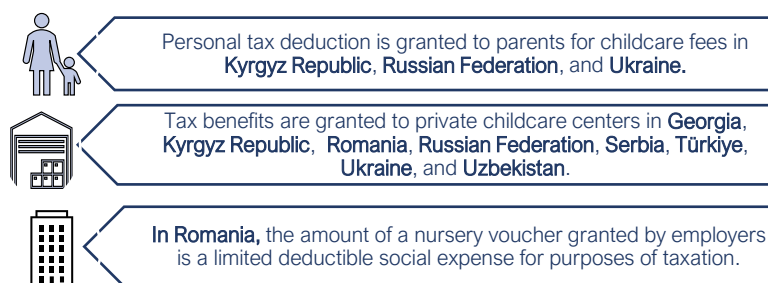 Personal tax deduction is granted to parents for childcare fees in
Kyrgyz Republic, Russian Federation, and Ukraine.
Tax benefits are granted to private childcare centers in Georgia,
Kyrgyz Republic, Romania, Russian Federation, Serbia, Türkiye,
Ukraine, and Uzbekistan.
In Romania, the amount of a nursery voucher granted by employers
is a limited deductible social expense for purposes of taxation.